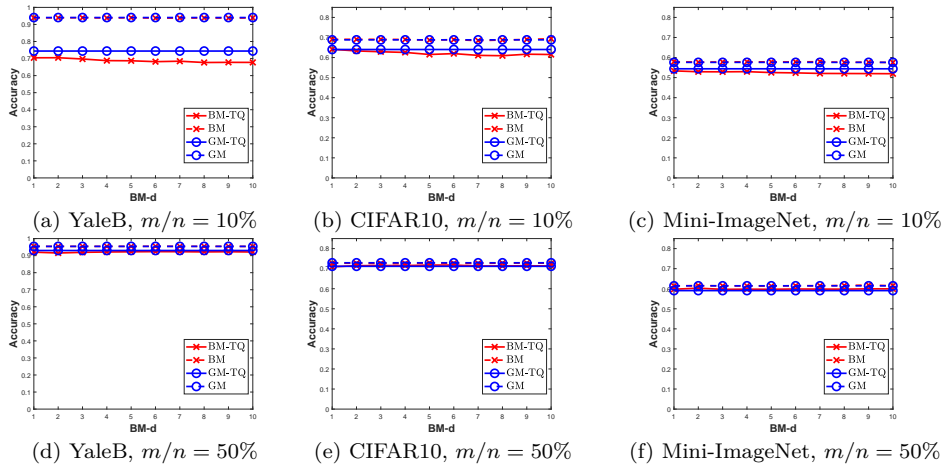 Accuracy
1
0.9
0.8
0.7
0.6
0.5
0.4
0.3
0.2
0.1
0
1 2 3 4 5 6 7 8 9 10
BM-d
BM-TQ
BM
GM-TQ
GM
(a) YaleB, m/n = 10%
Accuracy
0.8
0.7
0.6
0.5
0.4
0.3
0.2
0.1
0
1 2 3 4 5 6 7 8 9 10
BM-d
BM-TQ
BM
GM-TQ
GM
(b) CIFAR10, m/n = 10%
Accuracy
0.8
0.7
0.6
0.5
0.4
0.3
0.2
0.1
0
1 2 3 4 5 6 7 8 9 10
BM-d
BM-TQ
BM
GM-TQ
GM
(c) Mini-ImageNet, m/n = 10%
Accuracy
1
0.9
0.8
0.7
0.6
0.5
0.4
0.3
0.2
0.1
0
1 2 3 4 5 6 7 8 9 10
BM-d
BM-TQ
BM
GM-TQ
GM
(d) YaleB, m/n = 50%
Accuracy
0.8
0.7
0.6
0.5
0.4
0.3
0.2
0.1
0
1 2 3 4 5 6 7 8 9 10
BM-d
BM-TQ
BM
GM-TQ
GM
(e) CIFAR10, m/n = 50%
Accuracy
0.8
0.7
0.6
0.5
0.4
0.3
0.2
0.1
0
1 2 3 4 5 6 7 8 9 10
BM-d
BM-TQ
BM
GM-TQ
GM
(f) Mini-ImageNet, m/n = 50%